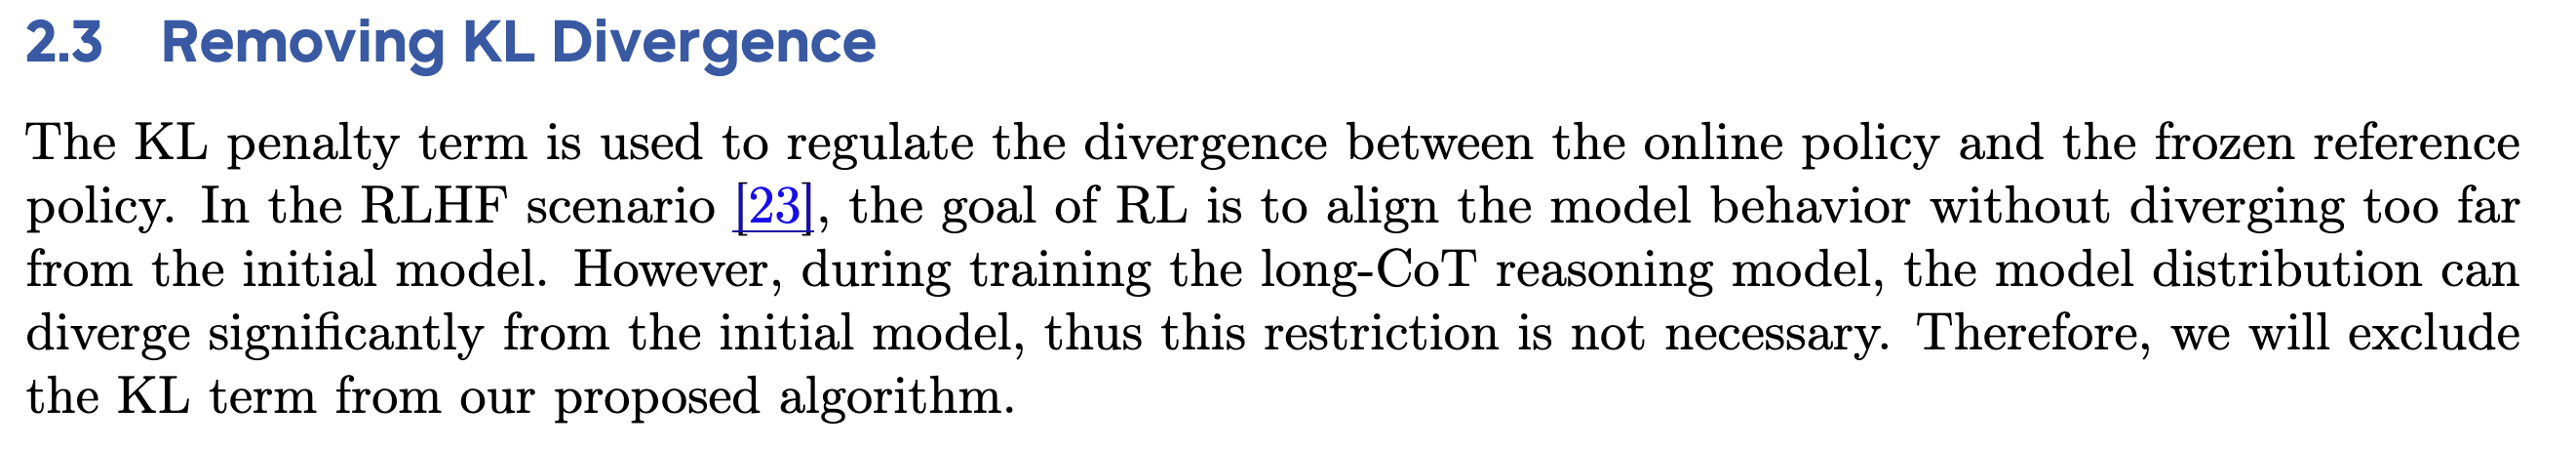 2.3 Removing KL Divergence
The KL penalty term is used to regulate the divergence between the online policy and the frozen reference
policy. In the RLHF scenario [23], the goal of RL is to align the model behavior without diverging too far
from the initial model. However, during training the long-CoT reasoning model, the model distribution can
diverge significantly from the initial model, thus this restriction is not necessary. Therefore, we will exclude
the KL term from our proposed algorithm.